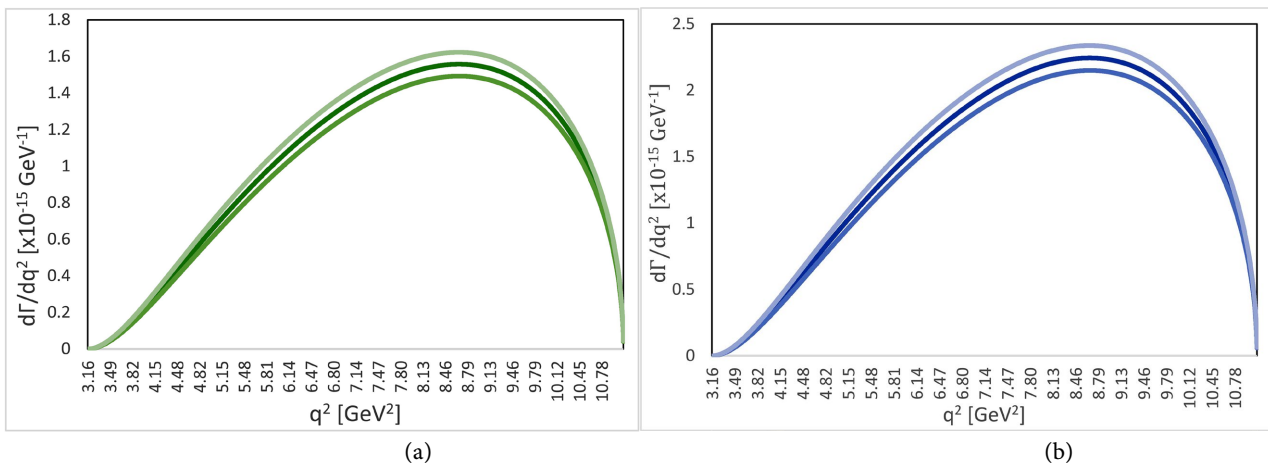 1.8
1.6
1.4
1.2
1
0.8
0.6
0.4
0.2
0
dΓ/dq² [x10⁻¹⁵ GeV⁻¹]
3.16 3.49 3.82 4.15 4.48 4.82 5.15 5.48 5.81 6.14 6.47 6.80 7.14 7.47 7.80 8.13 8.46 8.79 9.13 9.46 9.79 10.12 10.45 10.78
q² [GeV²]
(a)
2.5
2
1.5
1
0.5
0
dΓ/dq² [x10⁻¹⁵ GeV⁻¹]
3.16 3.49 3.82 4.15 4.48 4.82 5.15 5.48 5.81 6.14 6.47 6.80 7.14 7.47 7.80 8.13 8.46 8.79 9.13 9.46 9.79 10.12 10.45 10.78
q² [GeV²]
(b)